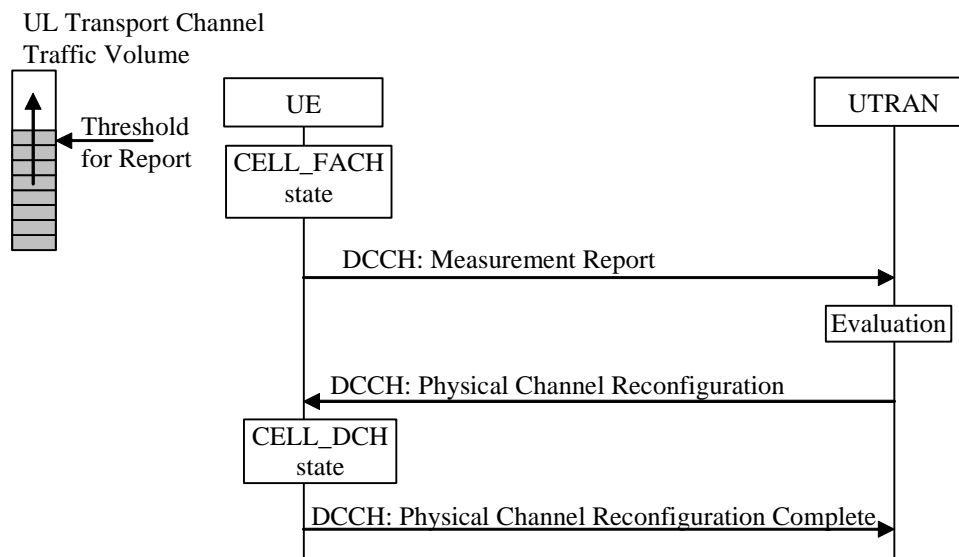 UL Transport Channel
Traffic Volume
UE
UTRAN
Threshold
for Report
CELL_FACH
state
DCCH: Measurement Report
Evaluation
DCCH: Physical Channel Reconfiguration
CELL_DCH
state
DCCH: Physical Channel Reconfiguration Complete